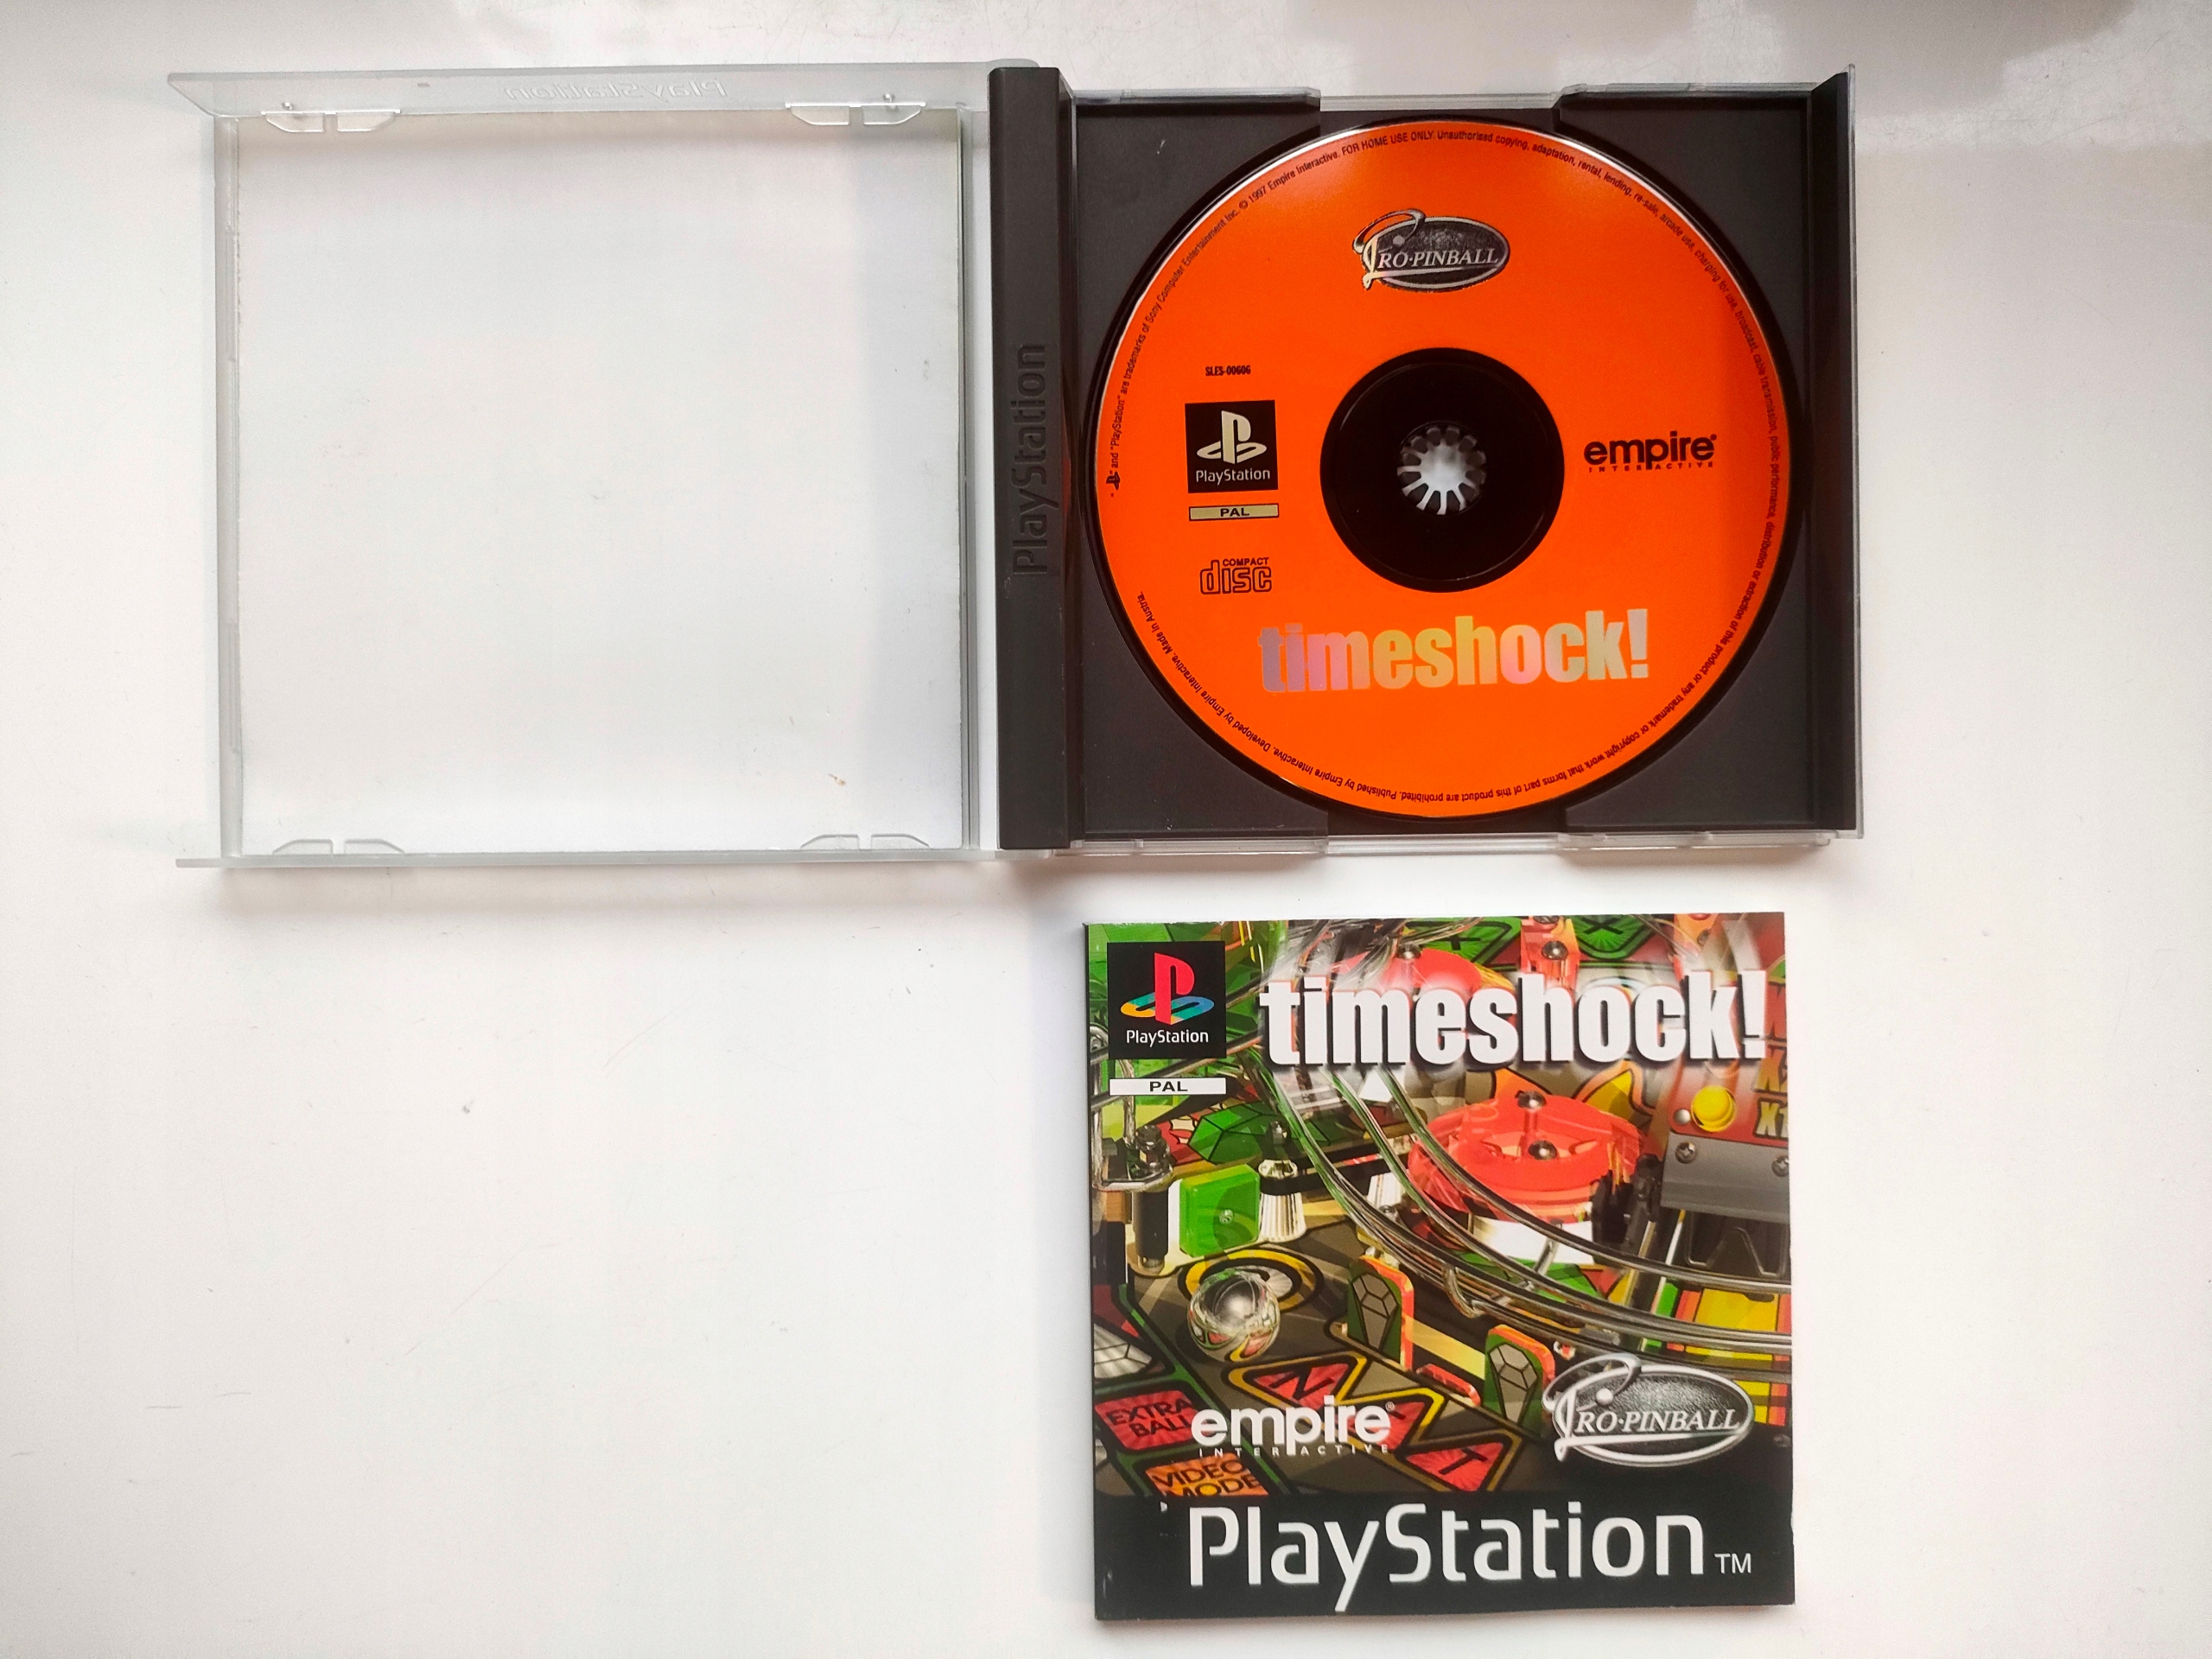 PlayStation
PlayStation
and "PlayStation" are trademarks of Sony Computer Entertainment Inc. © 1997 Empire Interactive. FOR HOME USE ONLY. Unauthorised copying, adaptation, rental, lending, re-sale, arcade use, charging for use, broadcast, cable transmission, public performance, distribution or extraction of this product or any trademark or copyright work that forms part of this product are prohibited. Published by Empire Interactive. Developed by Empire Interactive. Made in Austria.
PRO·PINBALL
SLES-00606
PlayStation
PAL
empire
INTERACTIVE
COMPACT
disc
timeshock!
PlayStation
PAL
timeshock!
EXTRA
BALL
VIDEO
MODE
empire®
INTERACTIVE
PRO·PINBALL
PlayStation TM